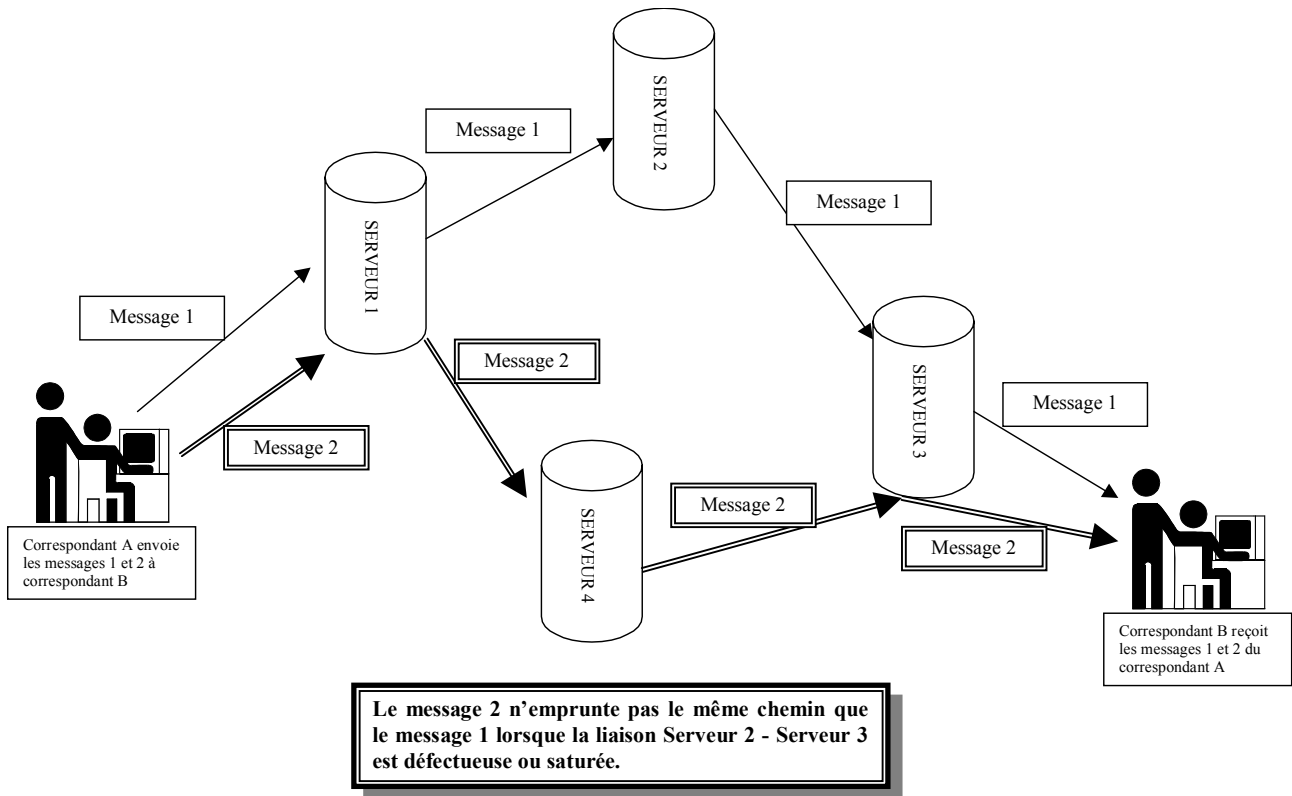 SERVEUR 2
Message 1
SERVEUR 1
Message 1
Message 1
Message 2
SERVEUR 3
Message 1
Message 2
SERVEUR 4
Message 2
Message 2
Correspondant A envoie
les messages 1 et 2 à
correspondant B
Correspondant B reçoit
les messages 1 et 2 du
correspondant A
Le message 2 n’emprunte pas le même chemin que
le message 1 lorsque la liaison Serveur 2 - Serveur 3
est défectueuse ou saturée.